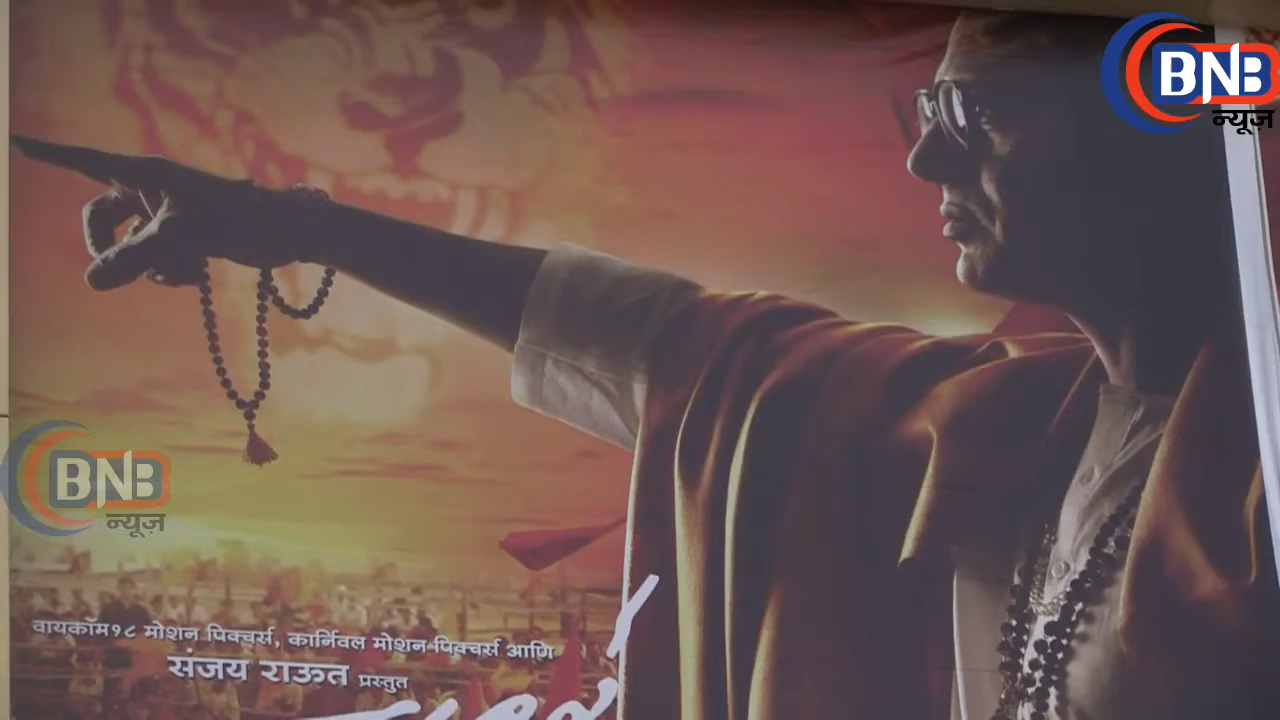 BNB
न्यूज़
BNB
न्यूज़
वायकॉम१८ मोशन पिक्चर्स, कार्निवल मोशन पिक्चर्स आणि
संजय राऊत प्रस्तुत